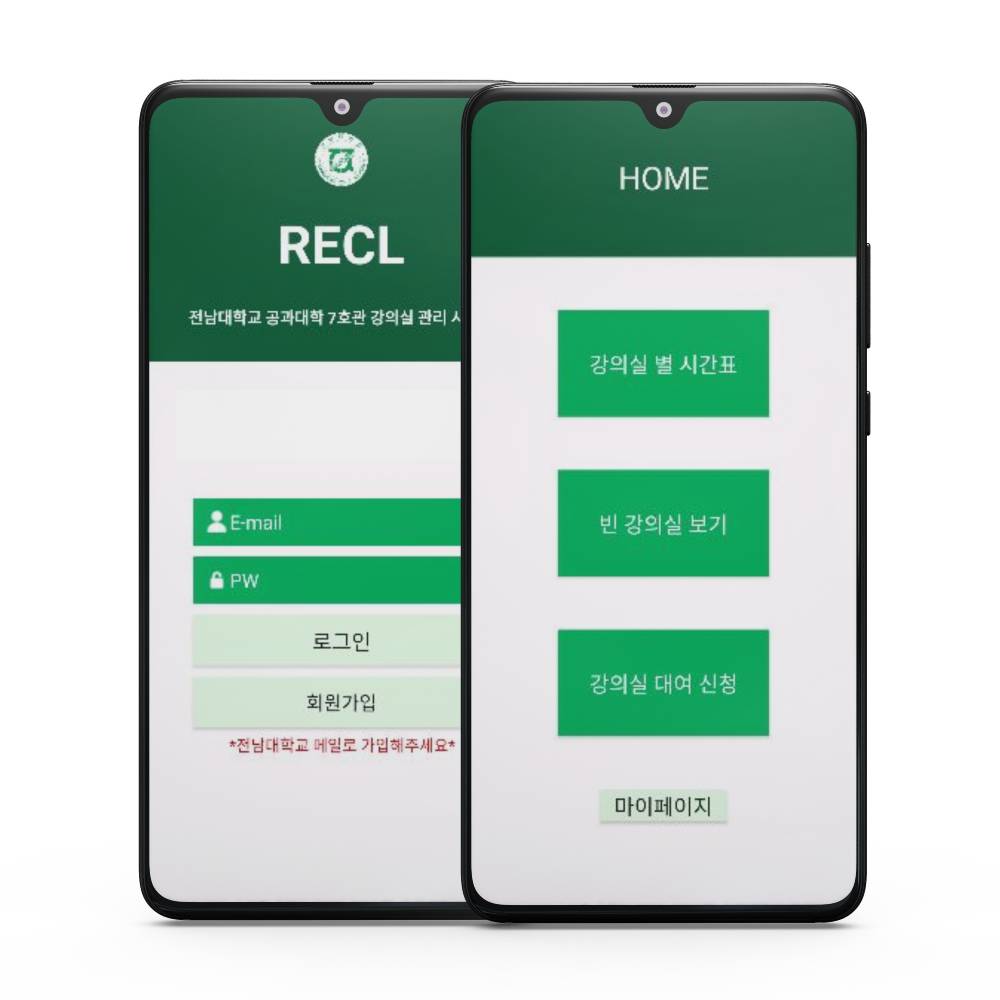 RECL
전남대학교 공과대학 7호관 강의실 관리
E-mail
PW
로그인
회원가입
*전남대학교 메일로 가입해주세요*
HOME
강의실 별 시간표
빈 강의실 보기
강의실 대여 신청
마이페이지